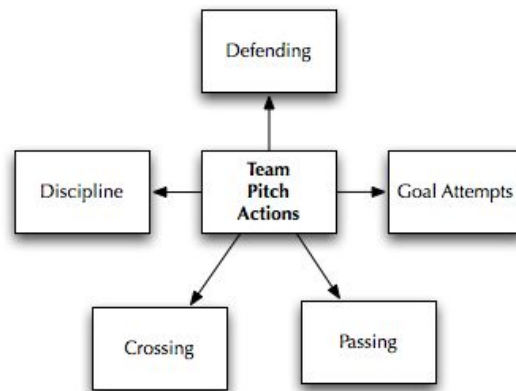 Defending
Discipline
Team
Pitch
Actions
Goal Attempts
Crossing
Passing